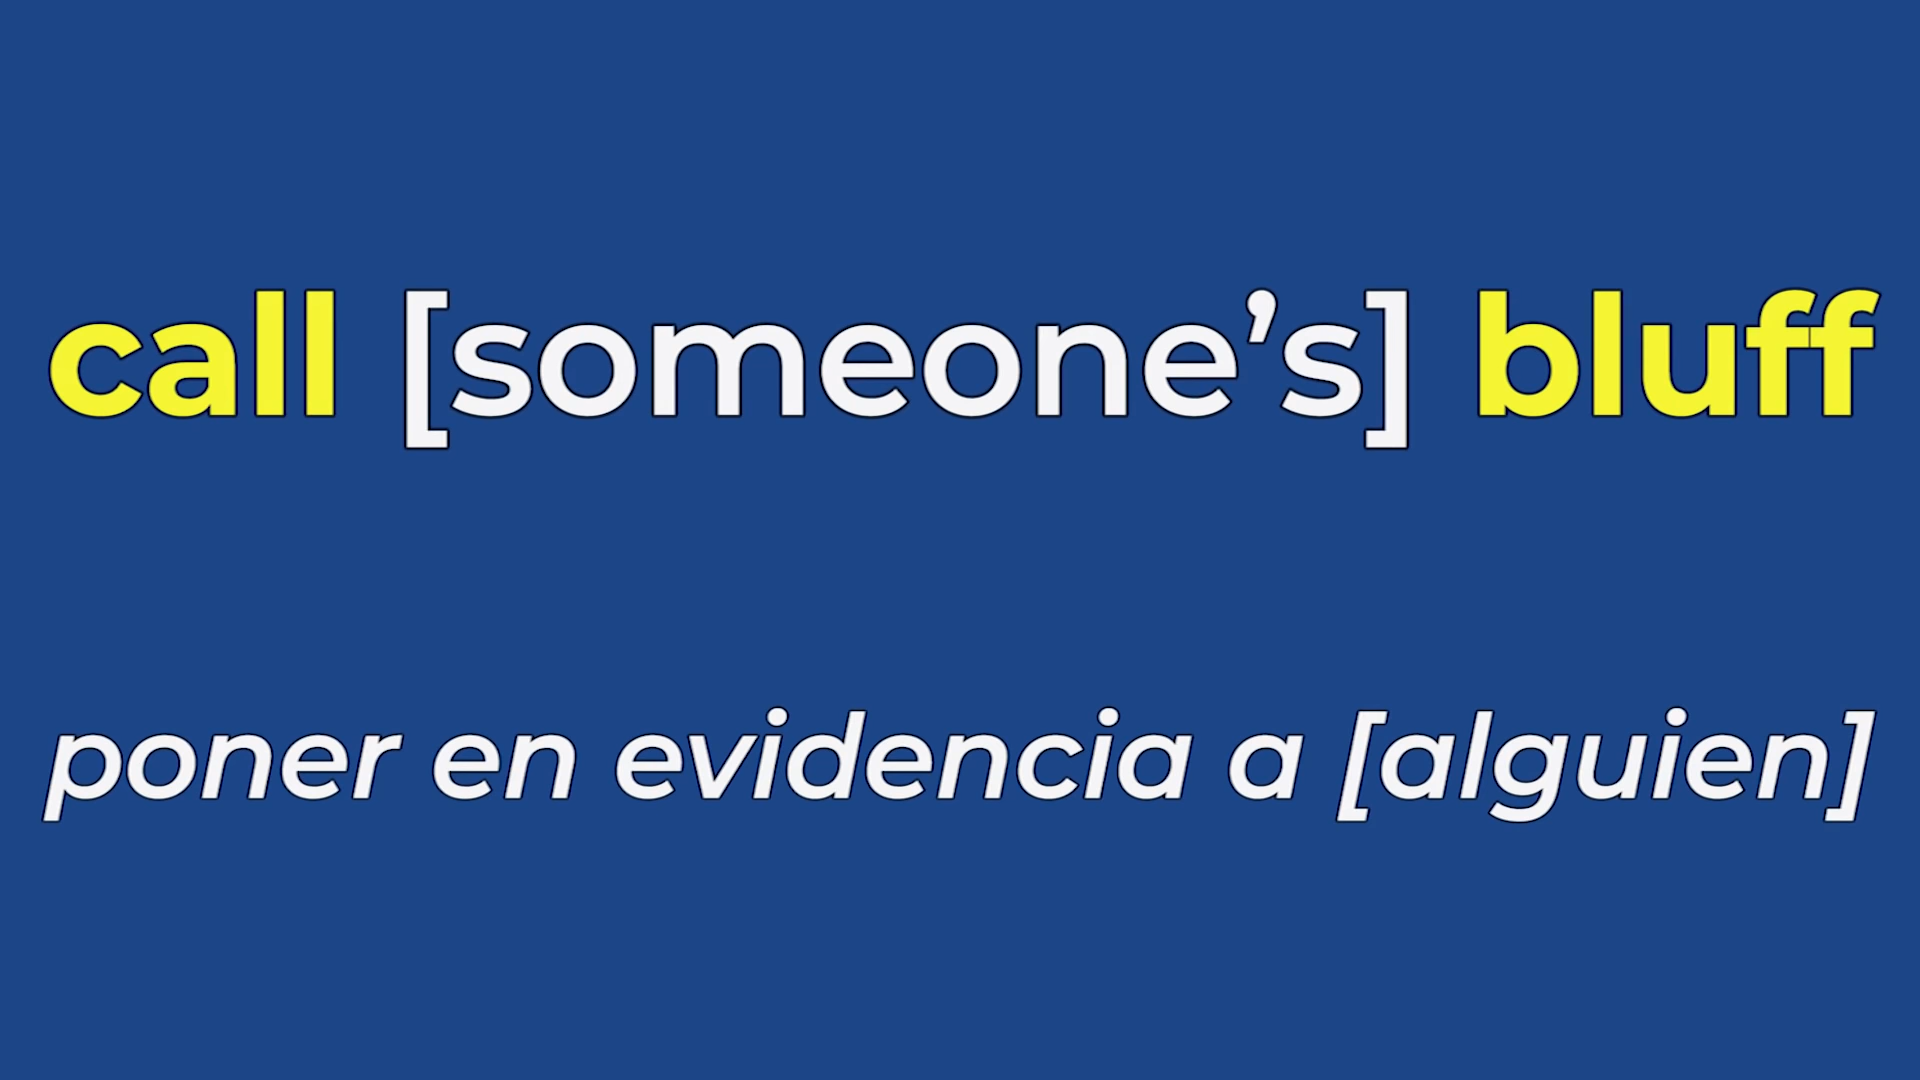 call [someone’s] bluff
poner en evidencia a [alguien]